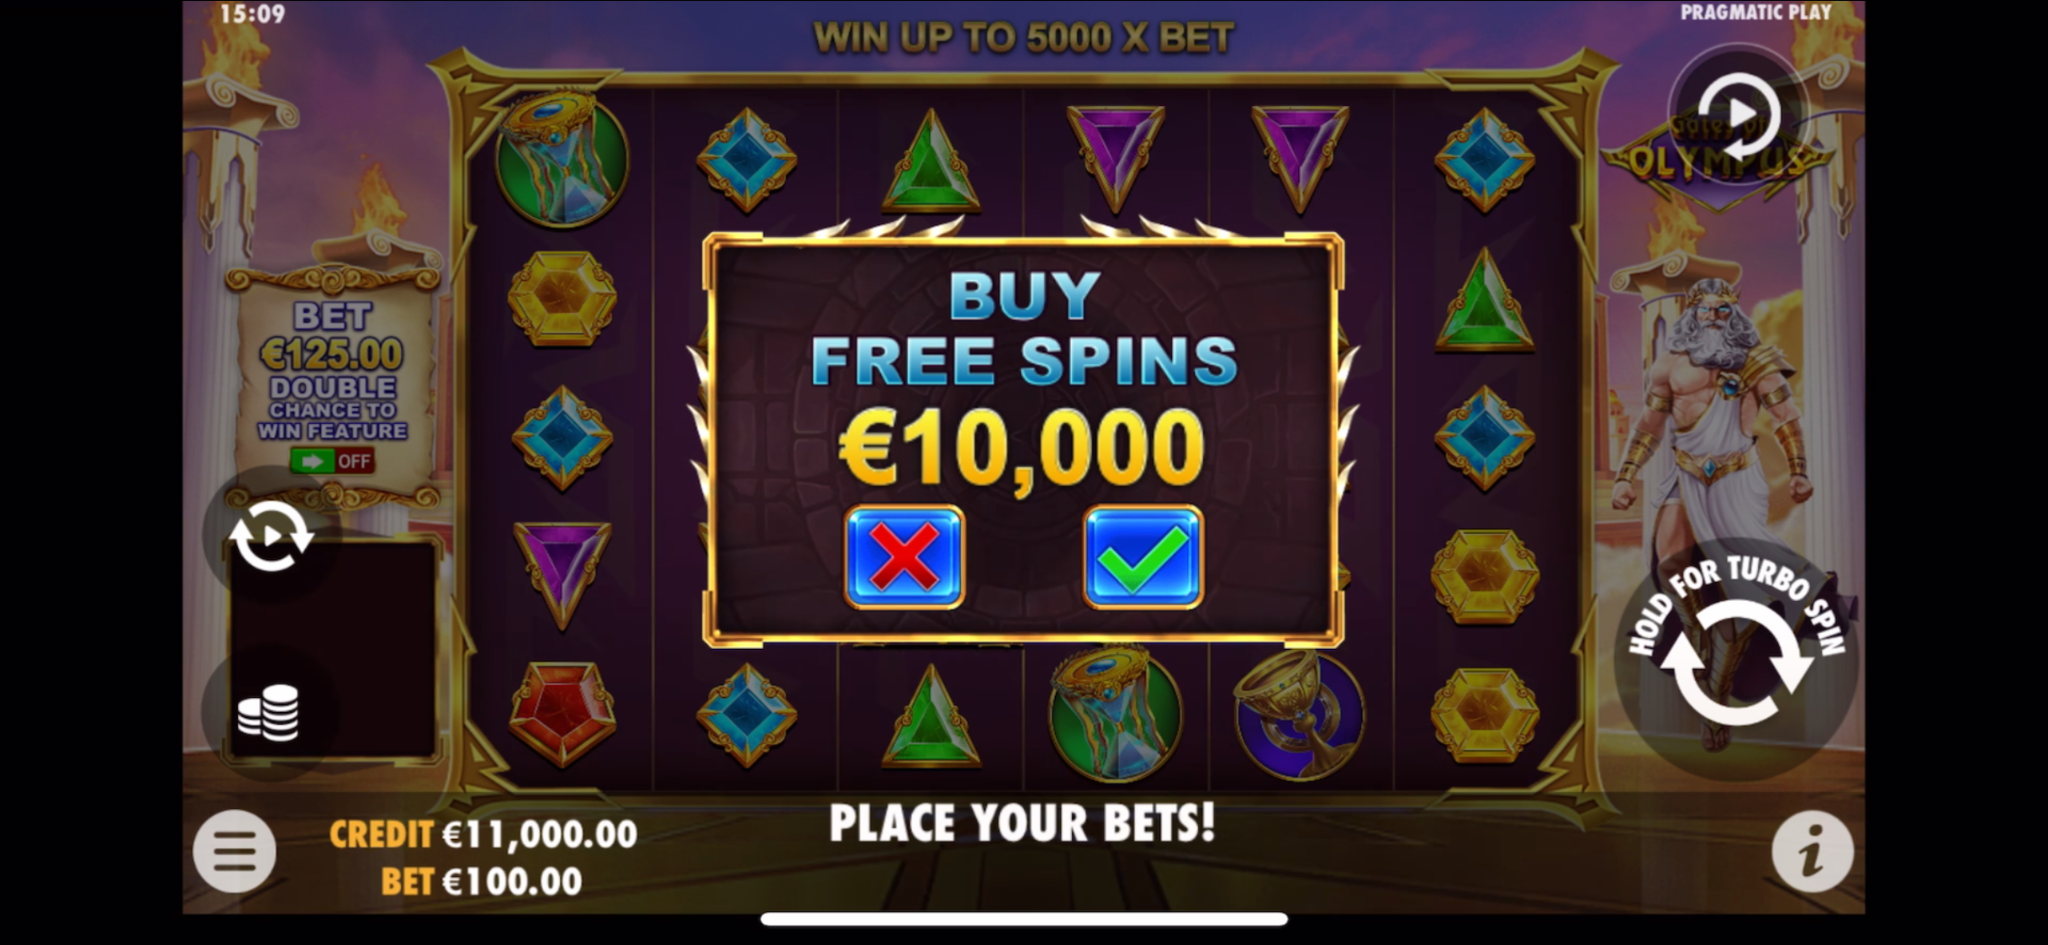 15:09
PRAGMATIC PLAY
WIN UP TO 5000 X BET
Gates of
OLYMPUS
BET
€125.00
DOUBLE
CHANCE TO
WIN FEATURE
OFF
BUY
FREE SPINS
€10,000
HOLD FOR TURBO SPIN
PLACE YOUR BETS!
CREDIT €11,000.00
BET €100.00
i